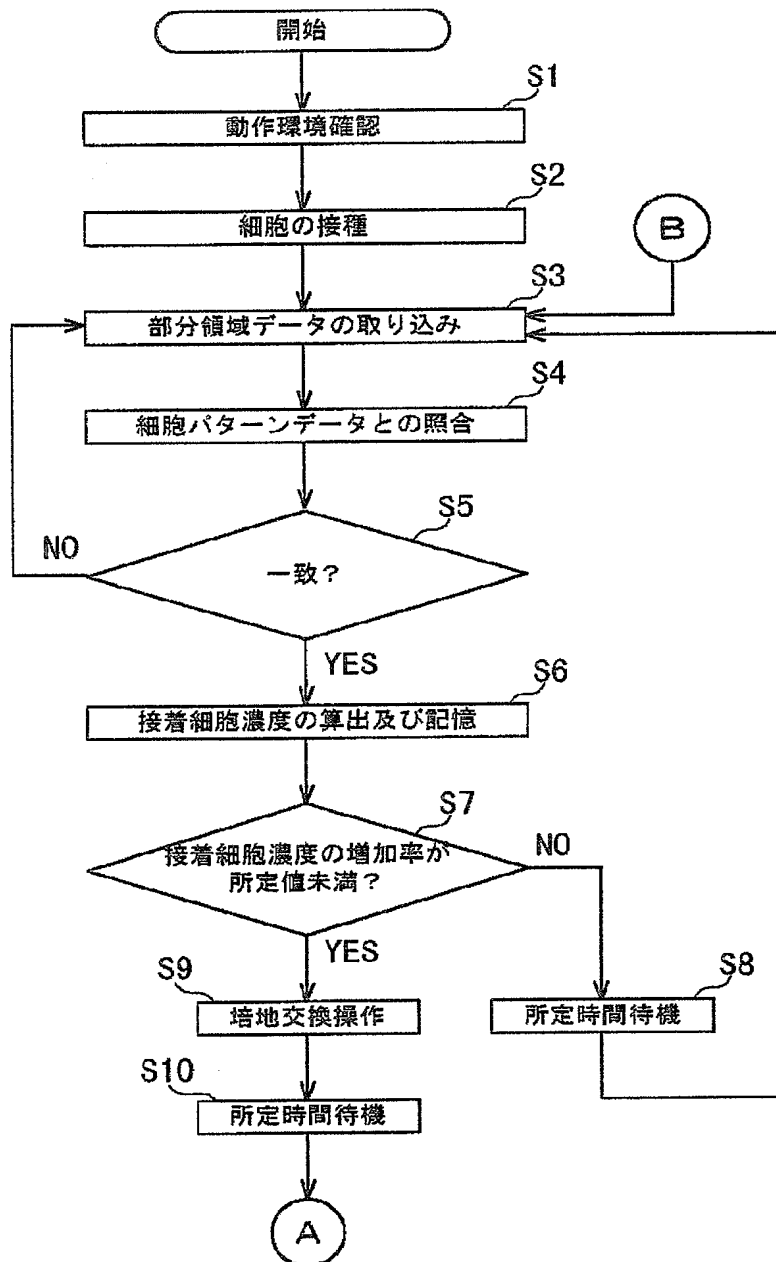 開始
S1
動作環境確認
S2
細胞の接種
B
S3
部分領域データの取り込み
S4
細胞パターンデータとの照合
S5
NO
一致？
YES
S6
接着細胞濃度の算出及び記憶
S7
接着細胞濃度の増加率が
所定値未満？
NO
YES
S9
培地交換操作
S8
所定時間待機
S10
所定時間待機
A